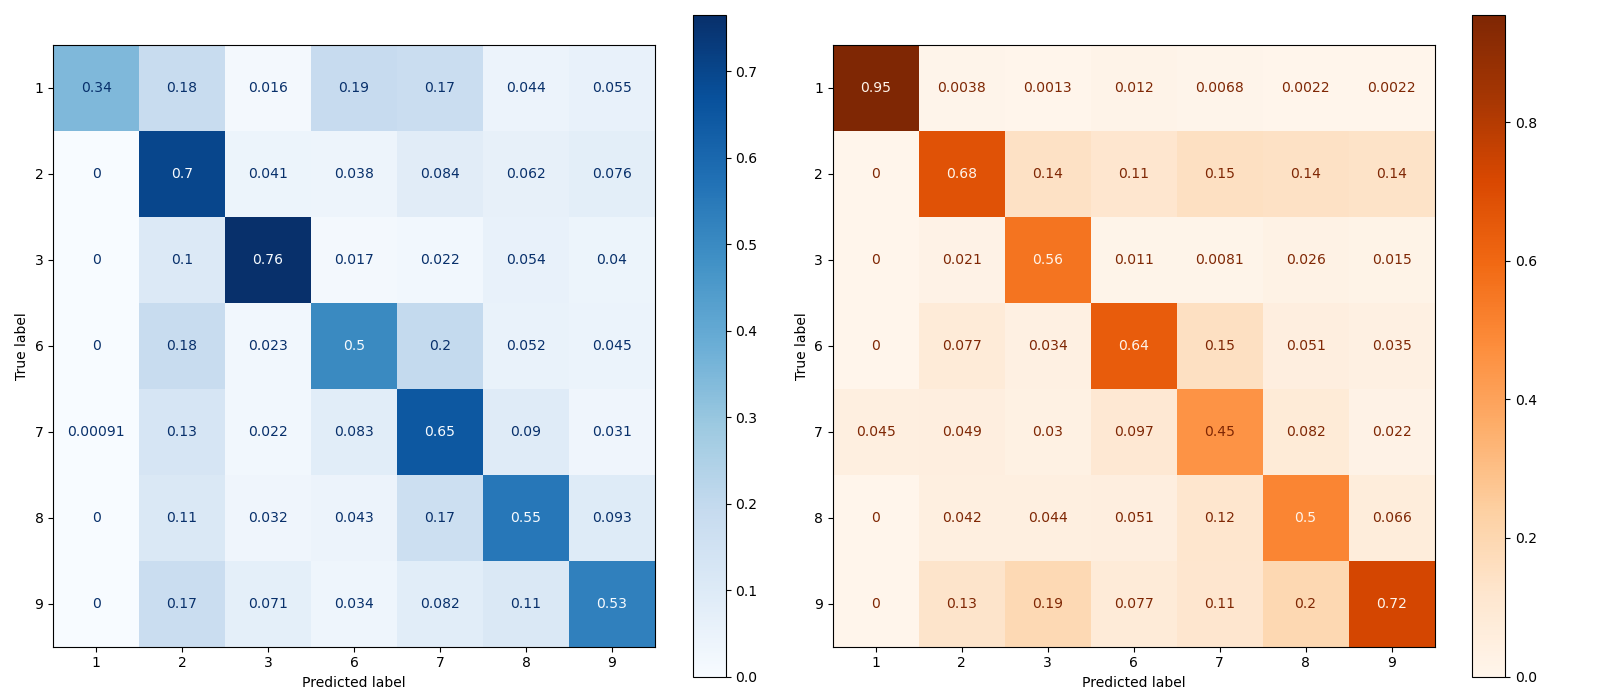 1 0.34 0.18 0.016 0.19 0.17 0.044 0.055
2 0 0.7 0.041 0.038 0.084 0.062 0.076
3 0 0.1 0.76 0.017 0.022 0.054 0.04
6 0 0.18 0.023 0.5 0.2 0.052 0.045
7 0.00091 0.13 0.022 0.083 0.65 0.09 0.031
8 0 0.11 0.032 0.043 0.17 0.55 0.093
9 0 0.17 0.071 0.034 0.082 0.11 0.53
1 2 3 6 7 8 9
Predicted label
True label
0.7
0.6
0.5
0.4
0.3
0.2
0.1
0.0
1 0.95 0.0038 0.0013 0.012 0.0068 0.0022 0.0022
2 0 0.68 0.14 0.11 0.15 0.14 0.14
3 0 0.021 0.56 0.011 0.0081 0.026 0.015
6 0 0.077 0.034 0.64 0.15 0.051 0.035
7 0.045 0.049 0.03 0.097 0.45 0.082 0.022
8 0 0.042 0.044 0.051 0.12 0.5 0.066
9 0 0.13 0.19 0.077 0.11 0.2 0.72
1 2 3 6 7 8 9
Predicted label
True label
0.8
0.6
0.4
0.2
0.0